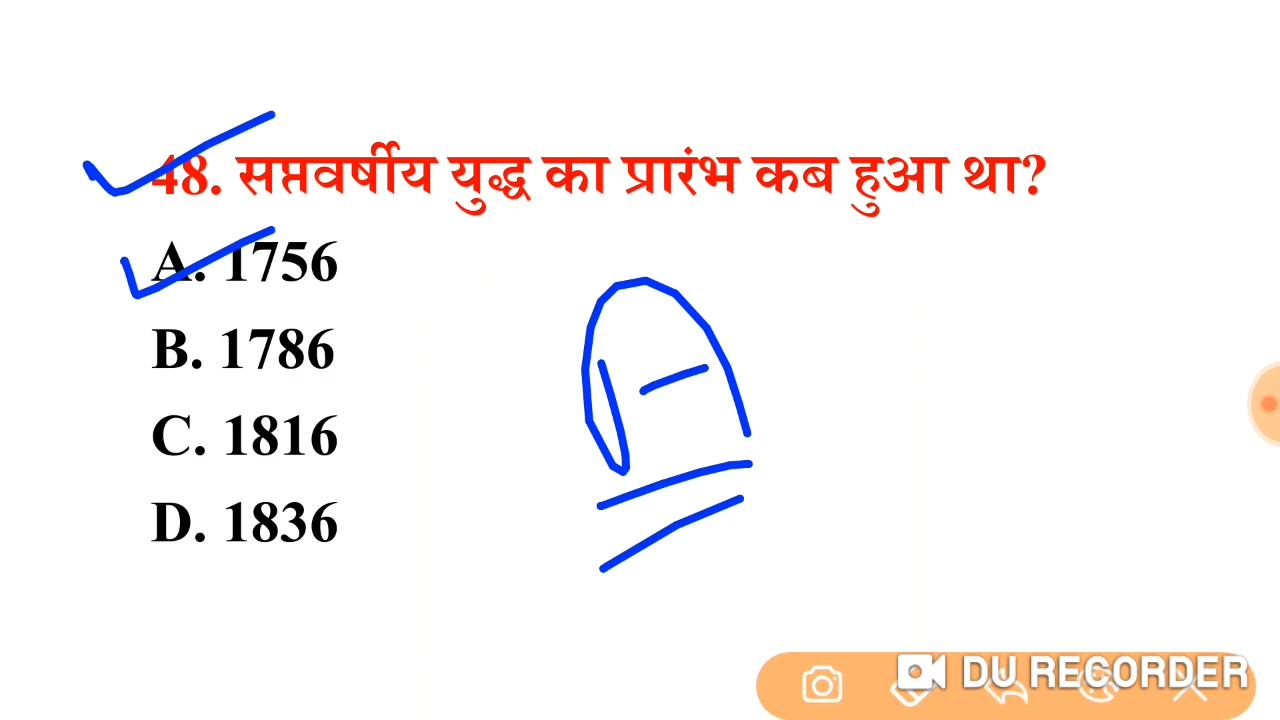 48. सप्तवर्षीय युद्ध का प्रारंभ कब हुआ था?
A. 1756
B. 1786
C. 1816
D. 1836
A
DU RECORDER